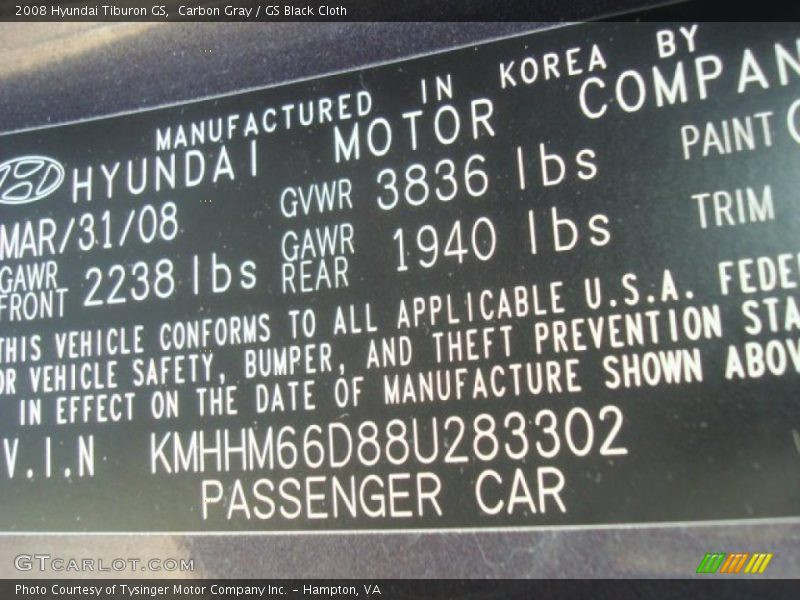 2008 Hyundai Tiburon GS, Carbon Gray / GS Black Cloth
MANUFACTURED IN KOREA BY
HYUNDAI MOTOR COMPAN
MAR/31/08 GVWR 3836 lbs PAINT
GAWR FRONT 2238 lbs GAWR REAR 1940 lbs TRIM
THIS VEHICLE CONFORMS TO ALL APPLICABLE U.S.A. FEDE
OR VEHICLE SAFETY, BUMPER, AND THEFT PREVENTION STA
IN EFFECT ON THE DATE OF MANUFACTURE SHOWN ABOV
V.I.N KMHHM66D88U283302
PASSENGER CAR
GTCARLOT.COM
Photo Courtesy of Tysinger Motor Company Inc. - Hampton, VA